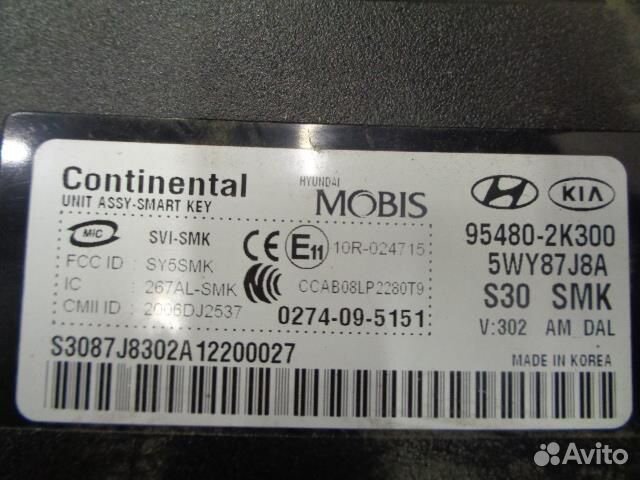 Continental
UNIT ASSY-SMART KEY
HYUNDAI
MOBIS
KIA
MIC
SVI-SMK
CE E11 10R-024715
95480-2K300
FCC ID : SY5SMK
5WY87J8A
IC : 267AL-SMK
CCAB08LP2280T9
S30 SMK
CMII ID : 2006DJ2537
0274-09-5151
V:302 AM_DAL
S3087J8302A12200027
MADE IN KOREA
Avito